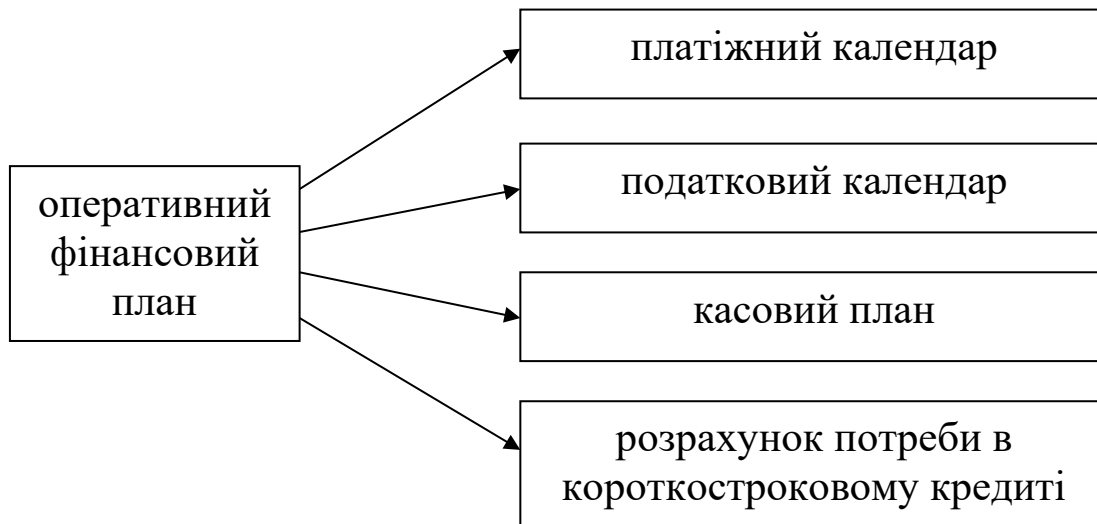 оперативний
фінансовий
план
платіжний календар
податковий календар
касовий план
розрахунок потреби в
короткостроковому кредиті